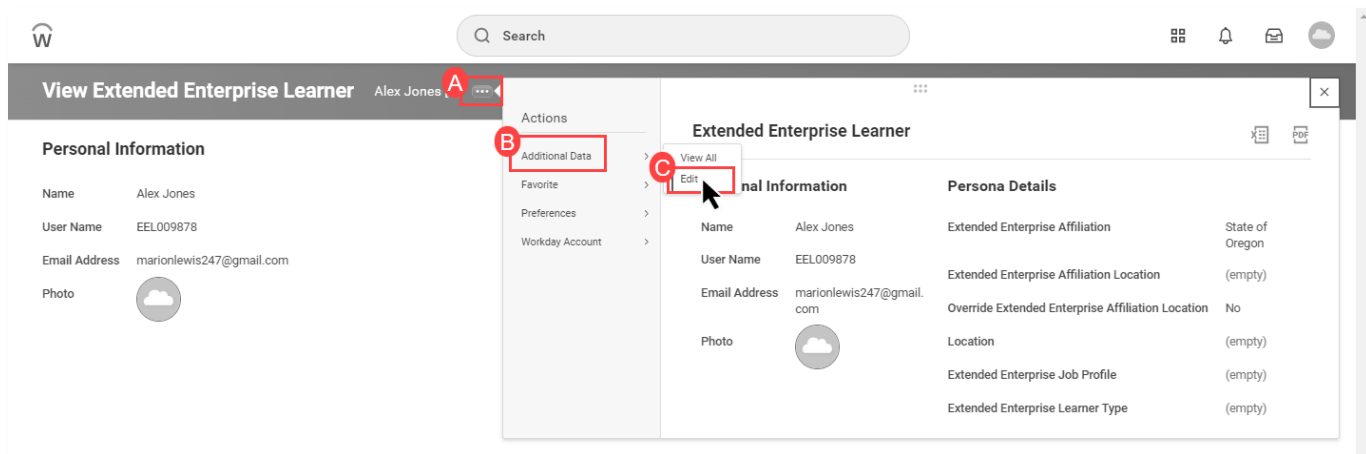 w
Search
View Extended Enterprise Learner
Alex Jones
A
...
Personal Information
Name
Alex Jones
User Name
EEL009878
Email Address
marionlewis247@gmail.com
Photo
Actions
B
Additional Data
Favorite
Preferences
Workday Account
View All
C
Edit
Extended Enterprise Learner
X
PDF
nal Information
Name
Alex Jones
User Name
EEL009878
Email Address
marionlewis247@gmail.
com
Photo
Persona Details
Extended Enterprise Affiliation
State of
Oregon
Extended Enterprise Affiliation Location
(empty)
Override Extended Enterprise Affiliation Location
No
Location
(empty)
Extended Enterprise Job Profile
(empty)
Extended Enterprise Learner Type
(empty)